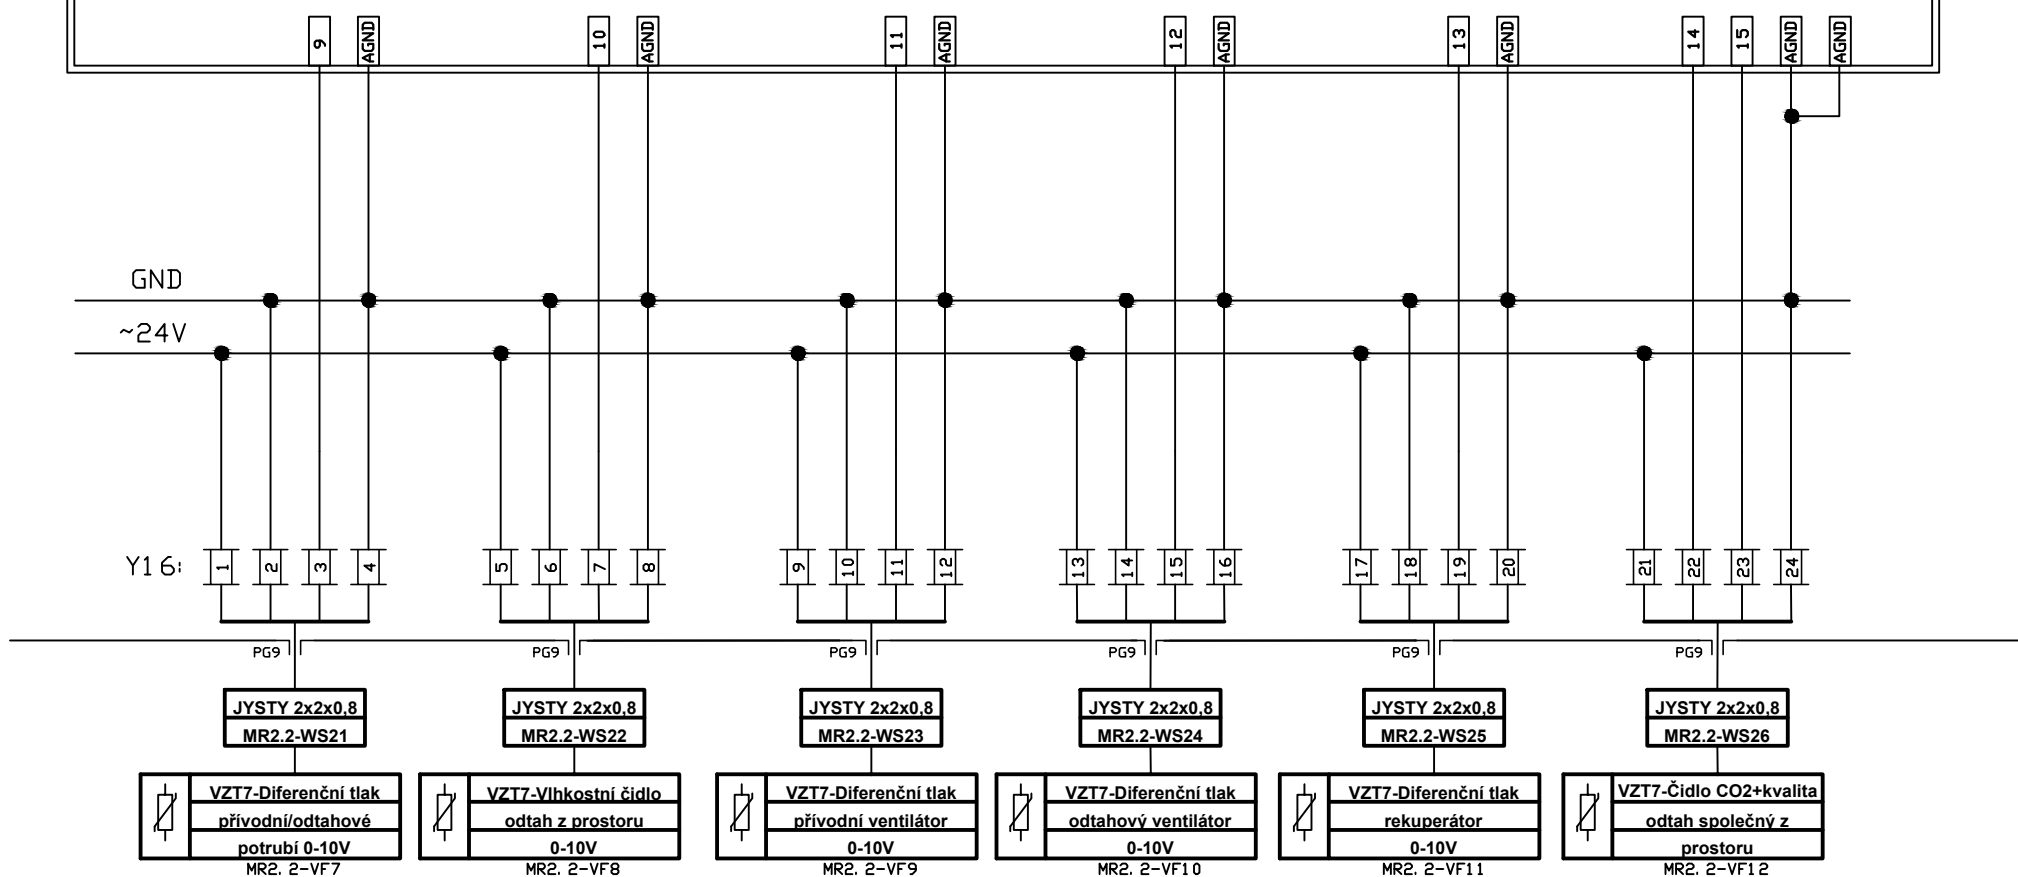 9 AGND 10 AGND 11 AGND 12 AGND 13 AGND 14 15 AGND AGND
GND
~24V
Y16: 1 2 3 4 5 6 7 8 9 10 11 12 13 14 15 16 17 18 19 20 21 22 23 24
PG9 PG9 PG9 PG9 PG9 PG9
JYSTY 2x2x0,8
MR2.2-WS21
JYSTY 2x2x0,8
MR2.2-WS22
JYSTY 2x2x0,8
MR2.2-WS23
JYSTY 2x2x0,8
MR2.2-WS24
JYSTY 2x2x0,8
MR2.2-WS25
JYSTY 2x2x0,8
MR2.2-WS26
VZT7-Diferenční tlak
přívodní/odtahové
potrubí 0-10V
MR2.2-VF7
VZT7-Vlhkostní čidlo
odtah z prostoru
0-10V
MR2.2-VF8
VZT7-Diferenční tlak
přívodní ventilátor
0-10V
MR2.2-VF9
VZT7-Diferenční tlak
odtahový ventilátor
0-10V
MR2.2-VF10
VZT7-Diferenční tlak
rekuperátor
0-10V
MR2.2-VF11
VZT7-Čidlo CO2+kvalita
odtah společný z
prostoru
MR2.2-VF12